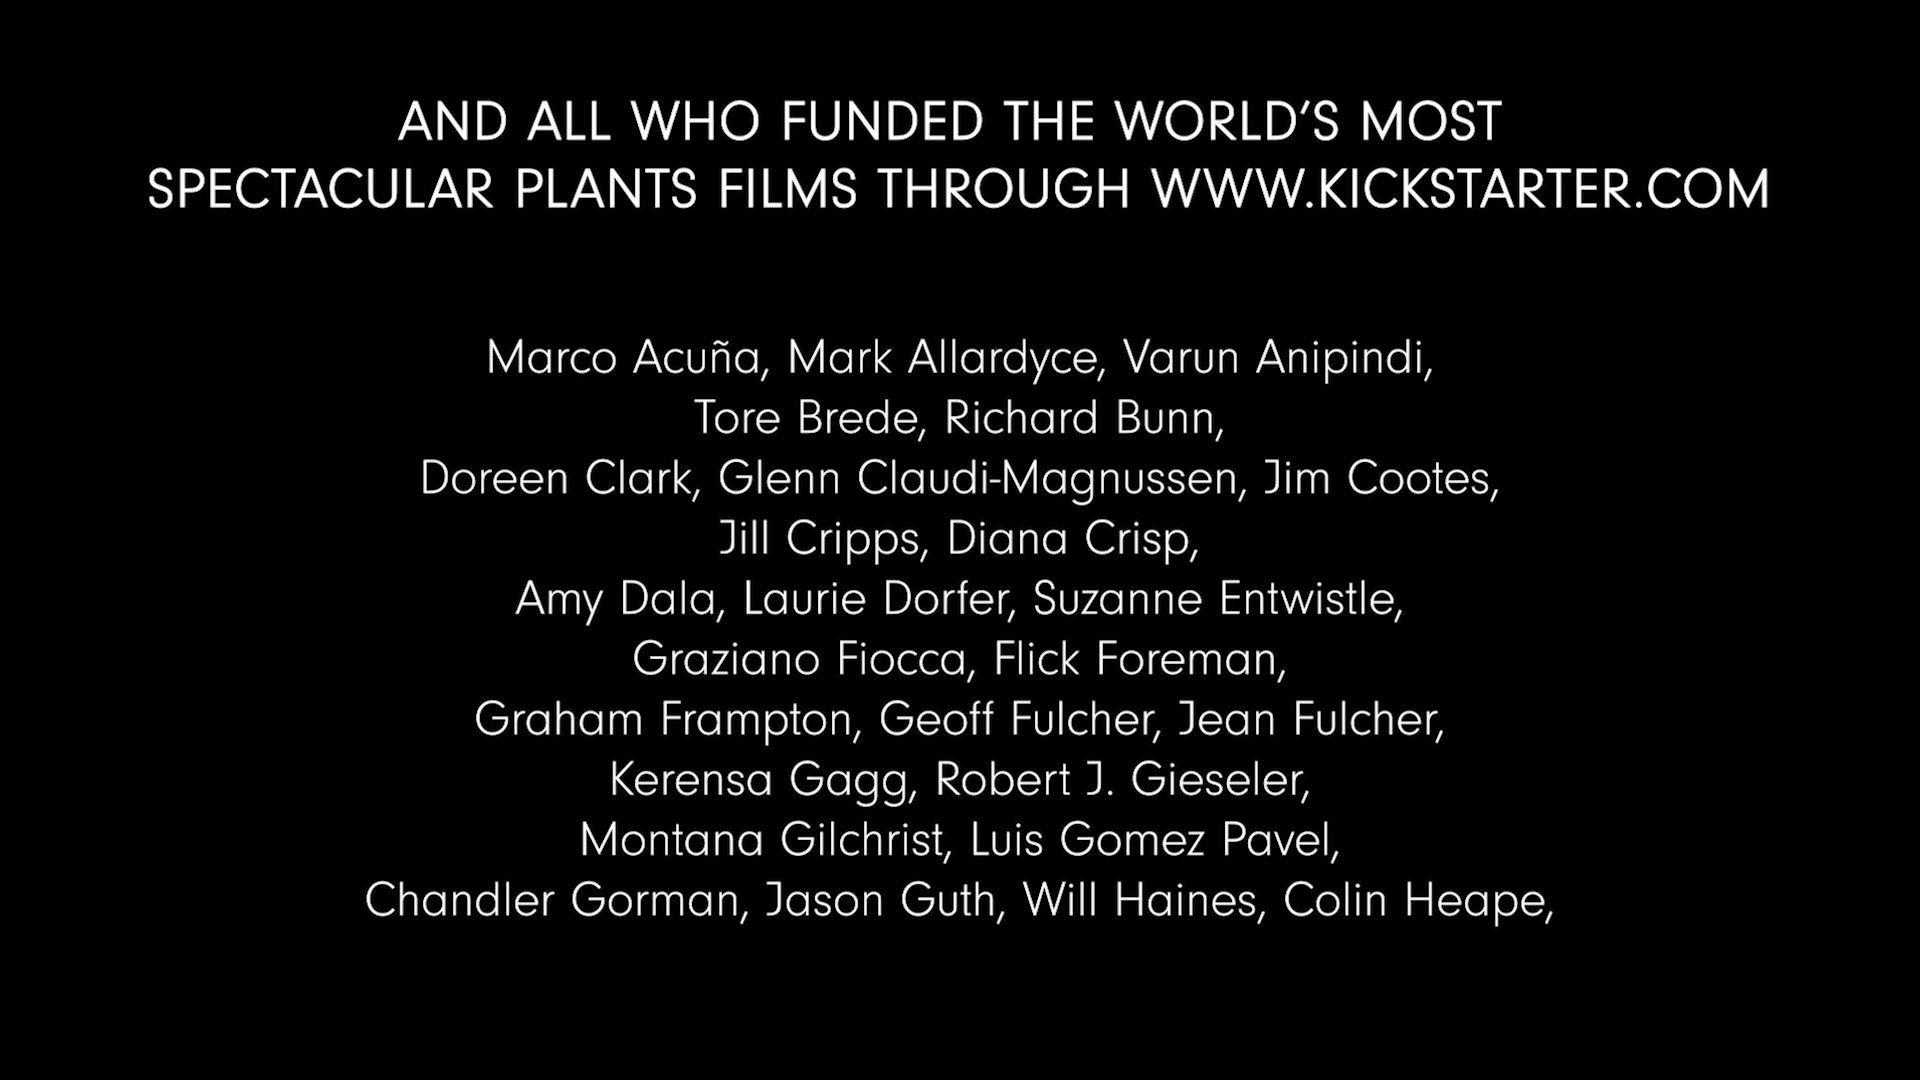 AND ALL WHO FUNDED THE WORLD’S MOST
SPECTACULAR PLANTS FILMS THROUGH WWW.KICKSTARTER.COM
Marco Acuña, Mark Allardyce, Varun Anipindi,
Tore Brede, Richard Bunn,
Doreen Clark, Glenn Claudi-Magnussen, Jim Cootes,
Jill Cripps, Diana Crisp,
Amy Dala, Laurie Dorfer, Suzanne Entwistle,
Graziano Fiocca, Flick Foreman,
Graham Frampton, Geoff Fulcher, Jean Fulcher,
Kerensa Gagg, Robert J. Gieseler,
Montana Gilchrist, Luis Gomez Pavel,
Chandler Gorman, Jason Guth, Will Haines, Colin Heape,